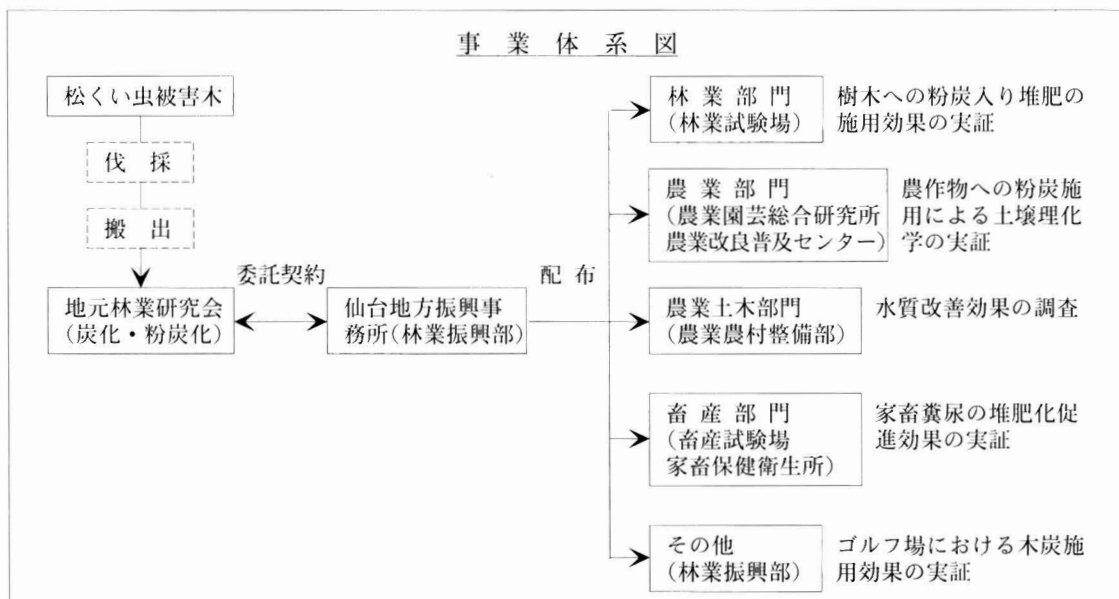 事業体系図
松くい虫被害木
伐採
搬出
地元林業研究会
(炭化・粉炭化)
委託契約
仙台地方振興事
務所(林業振興部)
配布
林業部門
(林業試験場)
樹木への粉炭入り堆肥の
施用効果の実証
農業部門
(農業園芸総合研究所
農業改良普及センター)
農作物への粉炭施
用による土壌理化
学の実証
農業土木部門
(農業農村整備部)
水質改善効果の調査
畜産部門
(畜産試験場
家畜保健衛生所)
家畜糞尿の堆肥化促
進効果の実証
その他
(林業振興部)
ゴルフ場における木炭施
用効果の実証